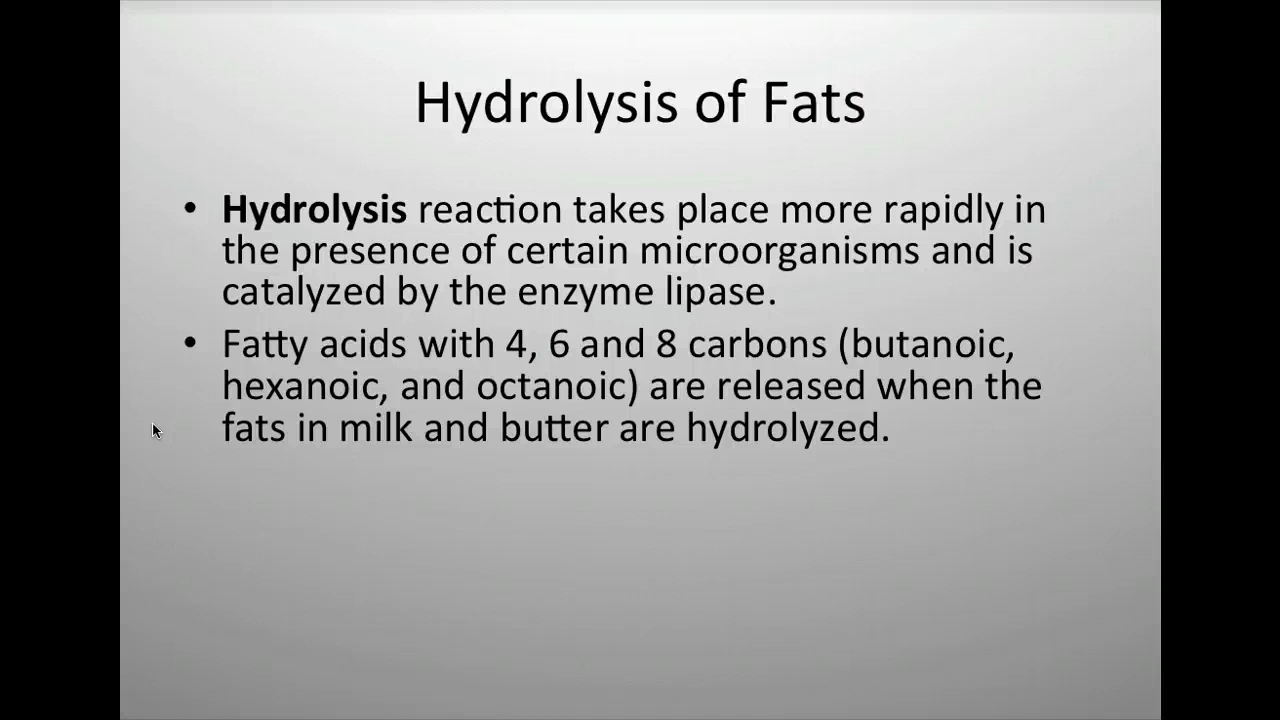 Hydrolysis of Fats
• Hydrolysis reaction takes place more rapidly in
the presence of certain microorganisms and is
catalyzed by the enzyme lipase.
• Fatty acids with 4, 6 and 8 carbons (butanoic,
hexanoic, and octanoic) are released when the
fats in milk and butter are hydrolyzed.